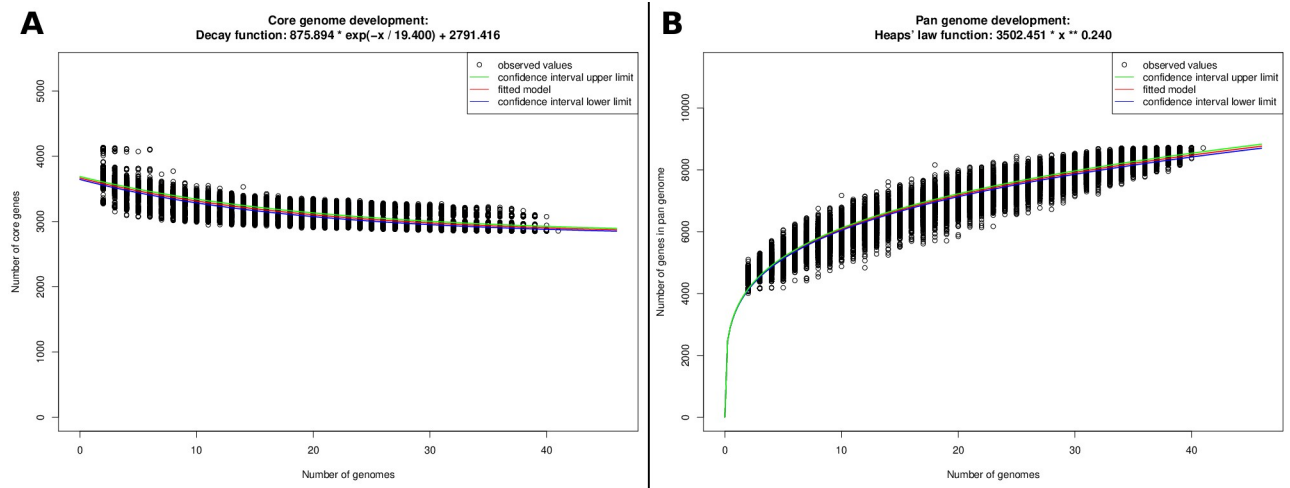 A
Core genome development:
Decay function: 875.894 * exp(−x / 19.400) + 2791.416
observed values
confidence interval upper limit
fitted model
confidence interval lower limit
Number of core genes
0
1000
2000
3000
4000
5000
0
10
20
30
40
Number of genomes
B
Pan genome development:
Heaps' law function: 3502.451 * x ** 0.240
observed values
confidence interval upper limit
fitted model
confidence interval lower limit
Number of genes in pan genome
0
2000
4000
6000
8000
10000
0
10
20
30
40
Number of genomes